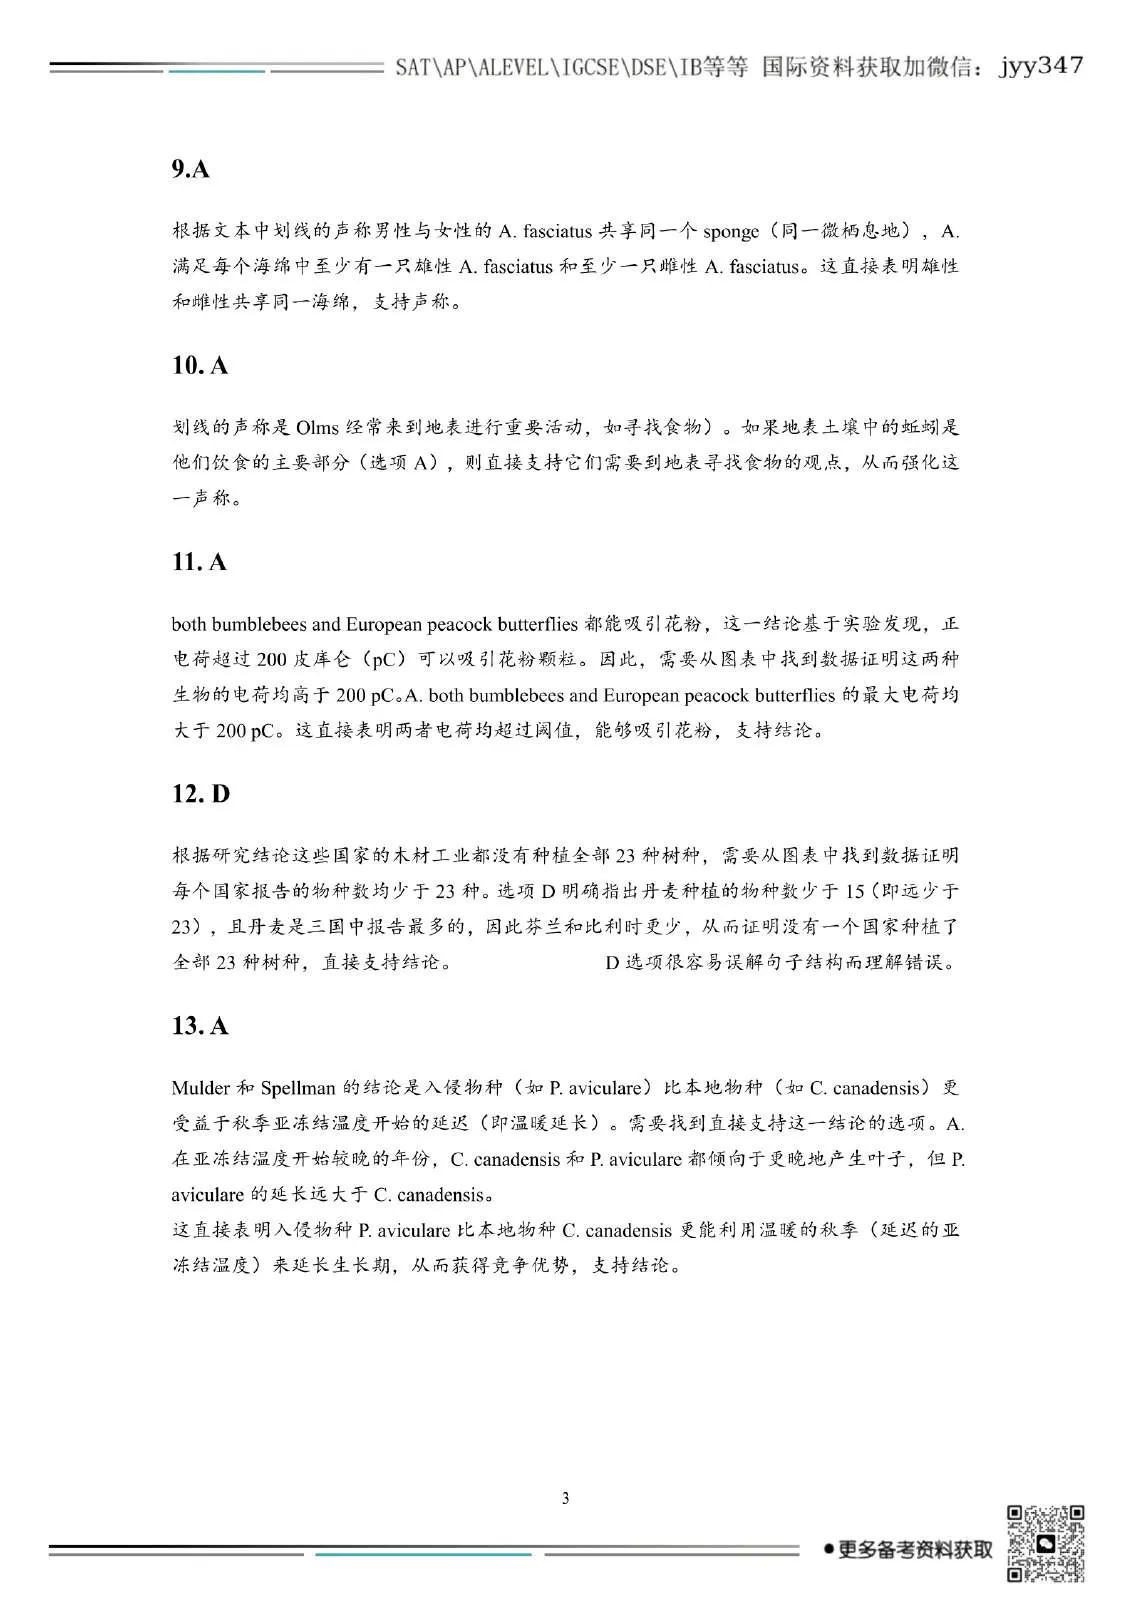 SAT\AP\ALEVEL\IGCSE\DSE\IB等等 国际资料获取加微信：jyy347
9.A
根据文本中划线的声称男性与女性的 A. fasciatus 共享同一个 sponge（同一微栖息地），A.
满足每个海绵中至少有一只雄性 A. fasciatus 和至少一只雌性 A. fasciatus。这直接表明雄性
和雌性共享同一海绵，支持声称。
10. A
划线的声称是 Olms 经常来到地表进行重要活动，如寻找食物）。如果地表土壤中的蚯蚓是
他们饮食的主要部分（选项 A），则直接支持它们需要到地表寻找食物的观点，从而强化这
一声称。
11. A
both bumblebees and European peacock butterflies 都能吸引花粉，这一结论基于实验发现，正
电荷超过 200 皮库仑（pC）可以吸引花粉颗粒。因此，需要从图表中找到数据证明这两种
生物的电荷均高于 200 pC。A. both bumblebees and European peacock butterflies 的最大电荷均
大于 200 pC。这直接表明两者电荷均超过阈值，能够吸引花粉，支持结论。
12. D
根据研究结论这些国家的木材工业都没有种植全部 23 种树种，需要从图表中找到数据证明
每个国家报告的物种数均少于 23 种。选项 D 明确指出丹麦种植的物种数少于 15（即远少于
23），且丹麦是三国中报告最多的，因此芬兰和比利时更少，从而证明没有一个国家种植了
全部 23 种树种，直接支持结论。 D 选项很容易误解句子结构而理解错误。
13. A
Mulder 和 Spellman 的结论是入侵物种（如 P. aviculare）比本地物种（如 C. canadensis）更
受益于秋季亚冻结温度开始的延迟（即温暖延长）。需要找到直接支持这一结论的选项。A.
在亚冻结温度开始较晚的年份，C. canadensis 和 P. aviculare 都倾向于更晚地产生叶子，但 P.
aviculare 的延长远大于 C. canadensis。
这直接表明入侵物种 P. aviculare 比本地物种 C. canadensis 更能利用温暖的秋季（延迟的亚
冻结温度）来延长生长期，从而获得竞争优势，支持结论。
3
●更多备考资料获取